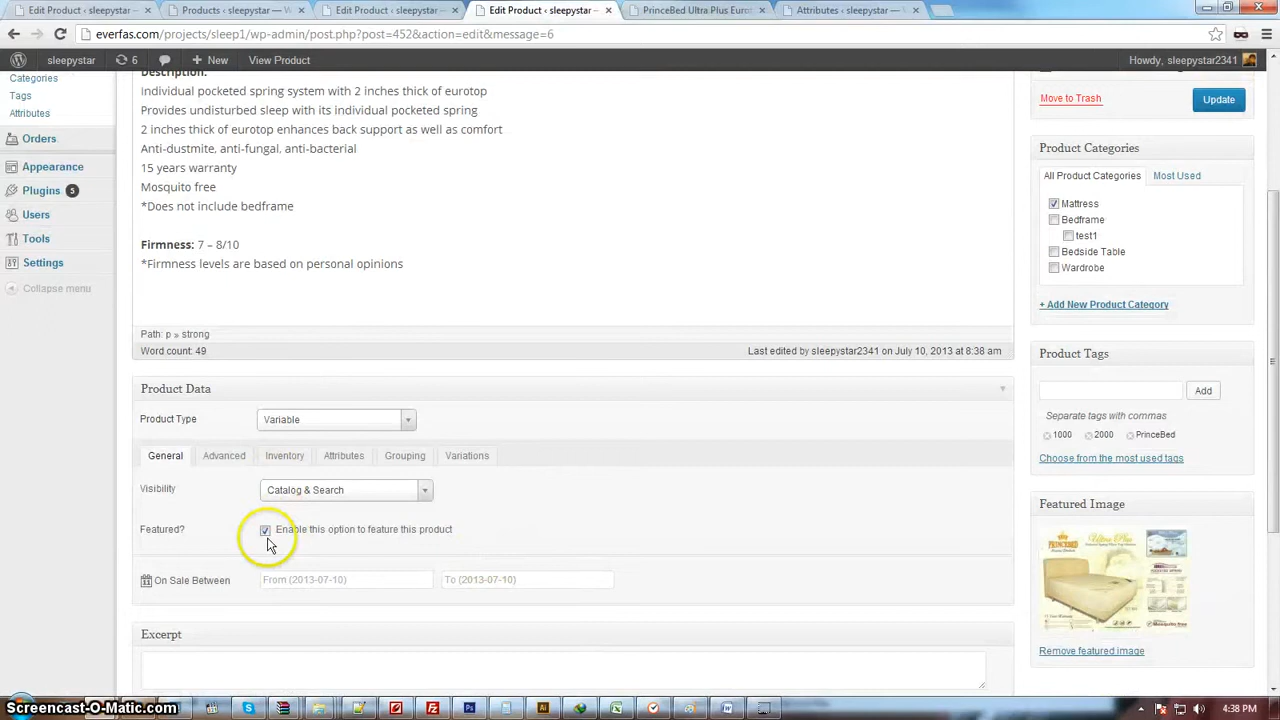 Edit Product ‹ sleepystar —
Products ‹ sleepystar — W
Edit Product ‹ sleepystar —
Edit Product ‹ sleepystar —
PrinceBed Ultra Plus Euro
Attributes ‹ sleepystar — W
everfas.com/projects/sleep1/wp-admin/post.php?post=452&action=edit&message=6
sleepystar
6
+ New
View Product
Howdy, sleepystar2341
Categories
Tags
Attributes
Orders
Appearance
Plugins 5
Users
Tools
Settings
Collapse menu
Description:
Individual pocketed spring system with 2 inches thick of eurotop
Provides undisturbed sleep with its individual pocketed spring
2 inches thick of eurotop enhances back support as well as comfort
Anti-dustmite, anti-fungal, anti-bacterial
15 years warranty
Mosquito free
*Does not include bedframe
Firmness: 7 – 8/10
*Firmness levels are based on personal opinions
Path: p » strong
Word count: 49
Last edited by sleepystar2341 on July 10, 2013 at 8:38 am
Product Data
Product Type
Variable
General
Advanced
Inventory
Attributes
Grouping
Variations
Visibility
Catalog & Search
Featured?
Enable this option to feature this product
On Sale Between
From (2013-07-10)
To (2013-07-10)
Excerpt
Move to Trash
Update
Product Categories
All Product Categories
Most Used
Mattress
Bedframe
test1
Bedside Table
Wardrobe
+ Add New Product Category
Product Tags
Add
Separate tags with commas
1000
2000
PrinceBed
Choose from the most used tags
Featured Image
PRINCEBED
Ultra Plus
Remove featured image
Screencast-O-Matic.com
4:38 PM